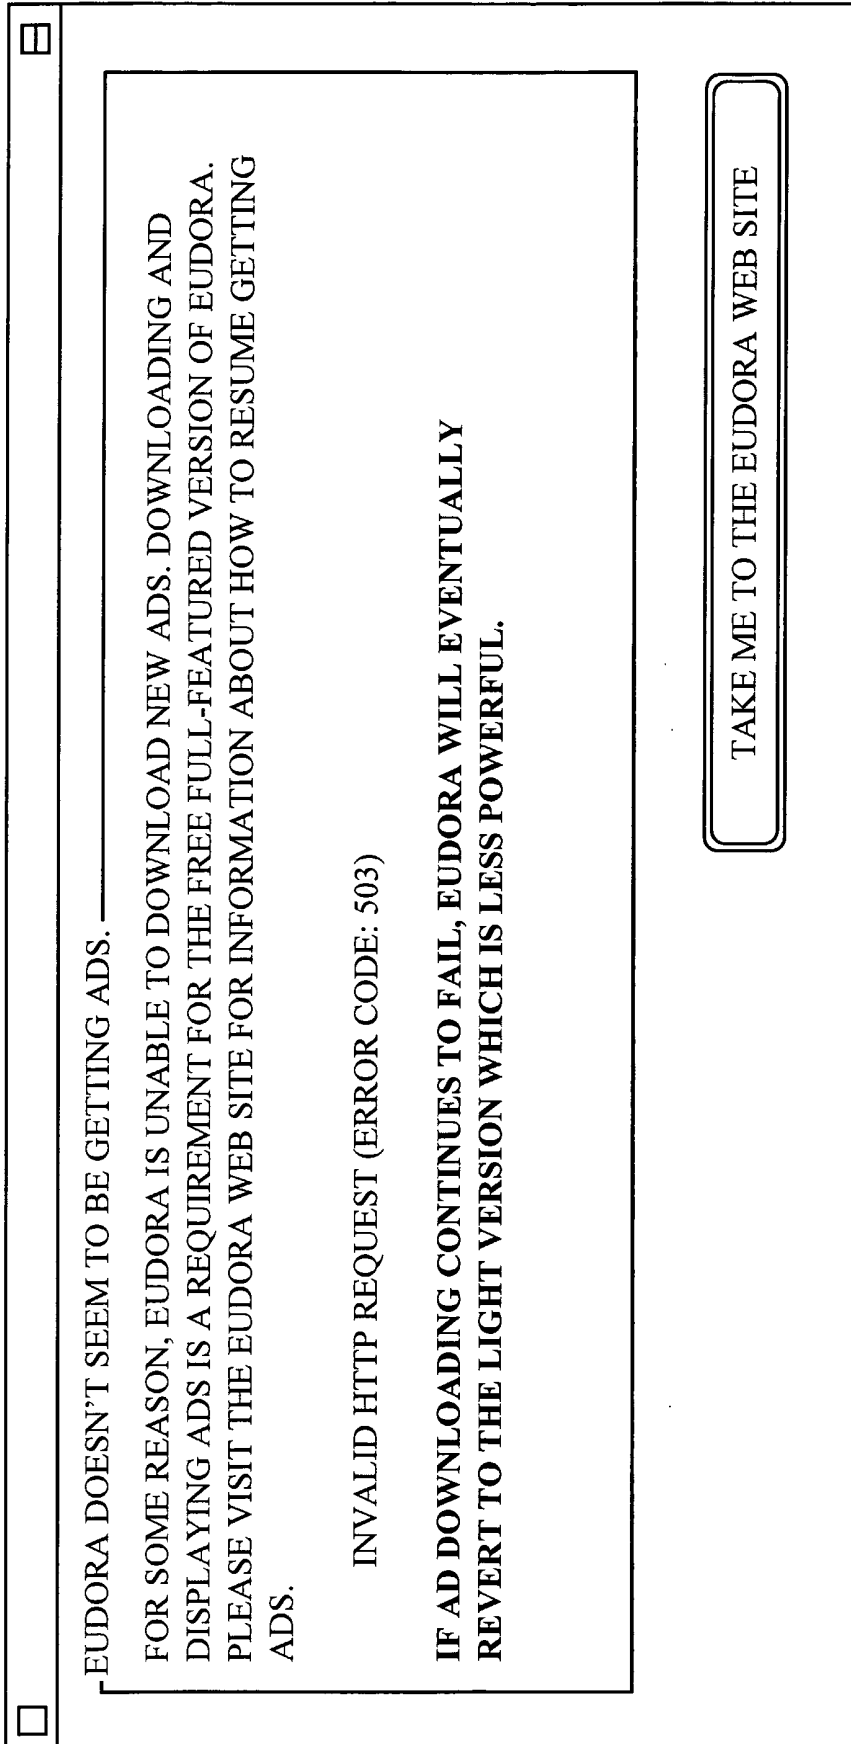 EUDORA DOESN'T SEEM TO BE GETTING ADS.
FOR SOME REASON, EUDORA IS UNABLE TO DOWNLOAD NEW ADS. DOWNLOADING AND
DISPLAYING ADS IS A REQUIREMENT FOR THE FREE FULL-FEATURED VERSION OF EUDORA.
PLEASE VISIT THE EUDORA WEB SITE FOR INFORMATION ABOUT HOW TO RESUME GETTING
ADS.
INVALID HTTP REQUEST (ERROR CODE: 503)
IF AD DOWNLOADING CONTINUES TO FAIL, EUDORA WILL EVENTUALLY
REVERT TO THE LIGHT VERSION WHICH IS LESS POWERFUL.
TAKE ME TO THE EUDORA WEB SITE